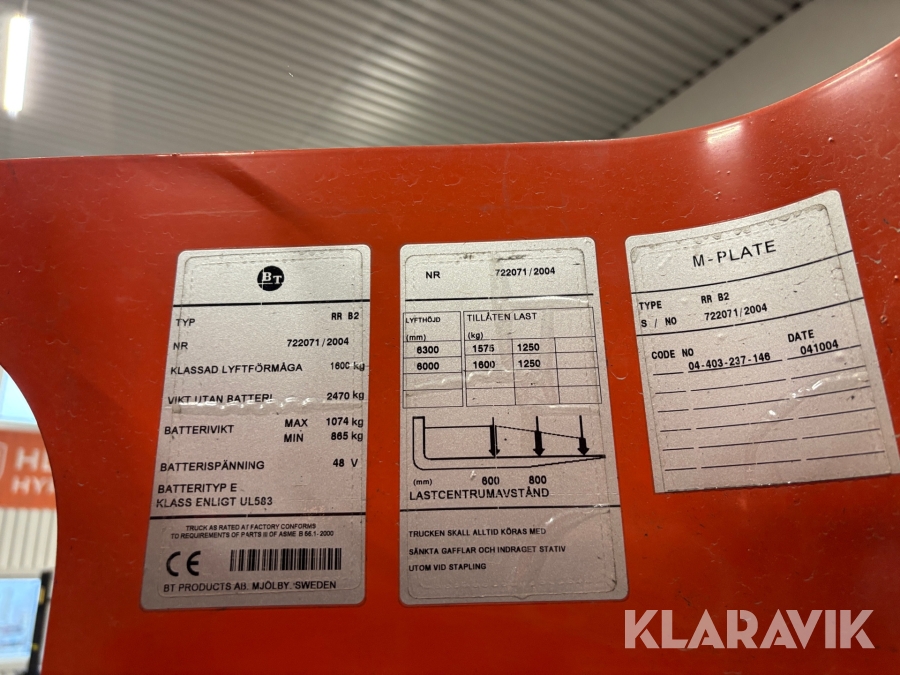 BT
TYP RR B2
NR 722071/2004
KLASSAD LYFTFÖRMÅGA 1600 kg
VIKT UTAN BATTERI 2470 kg
BATTERIVIKT MAX 1074 kg
MIN 865 kg
BATTERISPÄNNING 48 V
BATTERITYP E
KLASS ENLIGT UL583
TRUCK AS RATED AT FACTORY CONFORMS
TO REQUIREMENTS OF PARTS III OF ASME B 56.1-2000
CE
BT PRODUCTS AB. MJÖLBY. SWEDEN
NR 722071/2004
LYFTHÖJD TILLÅTEN LAST
(mm) (kg)
6300 1575 1250
6000 1600 1250
(mm) 600 800
LASTCENTRUMAVSTÅND
TRUCKEN SKALL ALLTID KÖRAS MED
SÄNKTA GAFFLAR OCH INDRAGET STATIV
UTOM VID STAPLING
M-PLATE
TYPE RR B2
S / NO 722071/2004
CODE NO DATE
04-403-237-146 041004
KLARAVIK